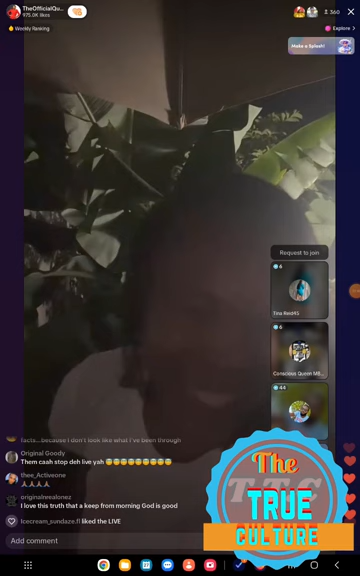 TheOfficialQu...
975.0K likes
360
Weekly Ranking
Explore
Make a Splash!
Request to join
6
Tina Reid45
6
Conscious Queen MB...
44
facts...because I don't look like what I've been through
Original Goody
Them caah stop deh live yah
thee_Activeone
originalrealonez
I love this truth that a keep from morning God is good
Icecream_sundaze.fl liked the LIVE
Add comment
The
T.T.C
TRUE
CULTURE